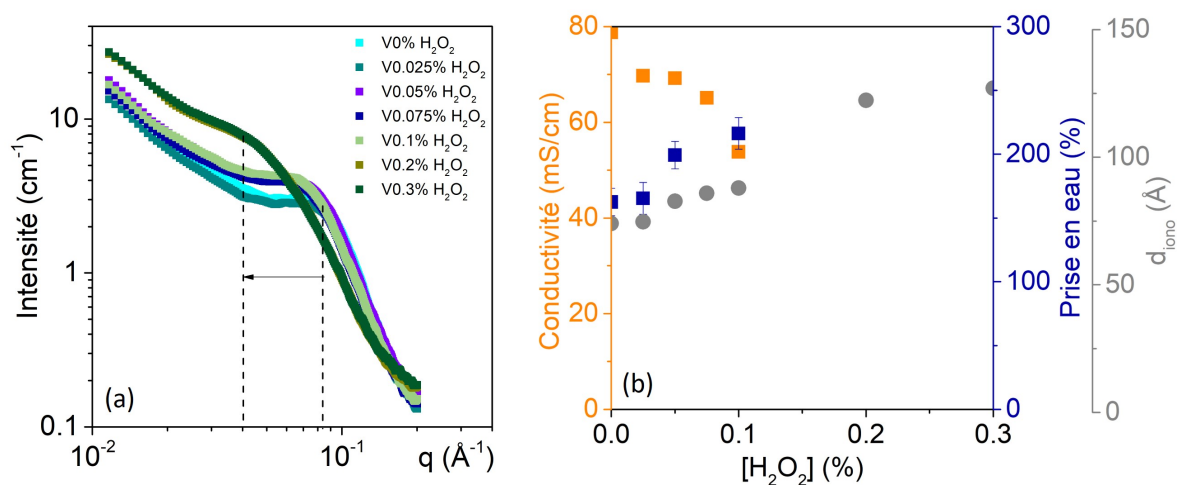 Intensité (cm⁻¹)
10
1
0.1
10⁻²
q (Å⁻¹)
10⁻¹
V0% H₂O₂
V0.025% H₂O₂
V0.05% H₂O₂
V0.075% H₂O₂
V0.1% H₂O₂
V0.2% H₂O₂
V0.3% H₂O₂
(a)
(b)
Conductivité (mS/cm)
80
60
40
20
0
0.0
0.1
0.2
0.3
[H₂O₂] (%)
300
200
100
0
Prise en eau (%)
150
100
50
0
d_iono (Å)